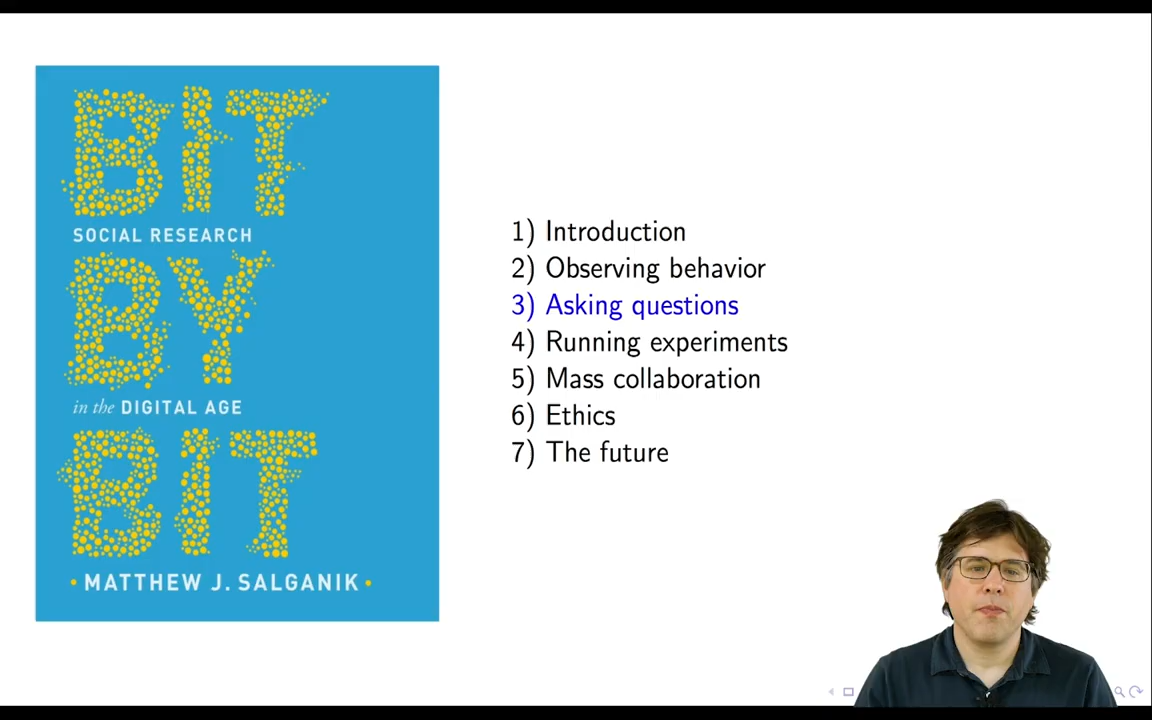 BIT
SOCIAL RESEARCH
BY
in the DIGITAL AGE
BIT
• MATTHEW J. SALGANIK •
1) Introduction
2) Observing behavior
3) Asking questions
4) Running experiments
5) Mass collaboration
6) Ethics
7) The future